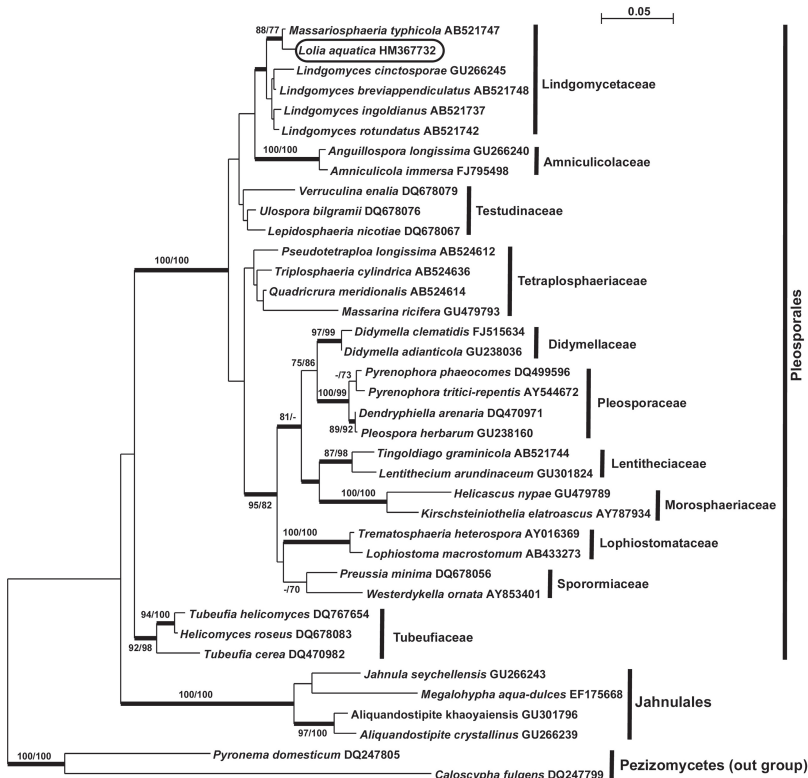 0.05
88/77
Massariosphaeria typhicola AB521747
Lolia aquatica HM367732
Lindgomyces cinctosporae GU266245
Lindgomyces breviappendiculatus AB521748
Lindgomycetaceae
Lindgomyces ingoldianus AB521737
Lindgomyces rotundatus AB521742
100/100
Anguillospora longissima GU266240
Amniculicola immersa FJ795498
Amniculicolaceae
Verruculina enalia DQ678079
Ulospora bilgramii DQ678076
Testudinaceae
Lepidosphaeria nicotiae DQ678067
100/100
Pseudotetraploa longissima AB524612
Triplosphaeria cylindrica AB524636
Tetraplosphaeriaceae
Quadricrura meridionalis AB524614
Massarina ricifera GU479793
97/99
Didymella clematidis FJ515634
Didymellaceae
Didymella adianticola GU238036
75/86
-/73
Pyrenophora phaeocomes DQ499596
Pyrenophora tritici-repentis AY544672
100/99
Pleosporaceae
Dendryphiella arenaria DQ470971
89/92
Pleospora herbarum GU238160
81/-
87/98
Tingoldiago graminicola AB521744
Lentitheciaceae
Lentithecium arundinaceum GU301824
100/100
Helicascus nypae GU479789
Morosphaeriaceae
Kirschsteiniothelia elatroascus AY787934
95/82
100/100
Trematosphaeria heterospora AY016369
Lophiostomataceae
Lophiostoma macrostomum AB433273
Preussia minima DQ678056
Sporormiaceae
-/70
Westerdykella ornata AY853401
94/100
Tubeufia helicomyces DQ767654
Helicomyces roseus DQ678083
Tubeufiaceae
92/98
Tubeufia cerea DQ470982
Pleosporales
Jahnula seychellensis GU266243
100/100
Megalohypha aqua-dulces EF175668
Jahnulales
Aliquandostipite khaoyaiensis GU301796
97/100
Aliquandostipite crystallinus GU266239
100/100
Pyronema domesticum DQ247805
Pezizomycetes (out group)
Caloscypha fulgens DQ247799